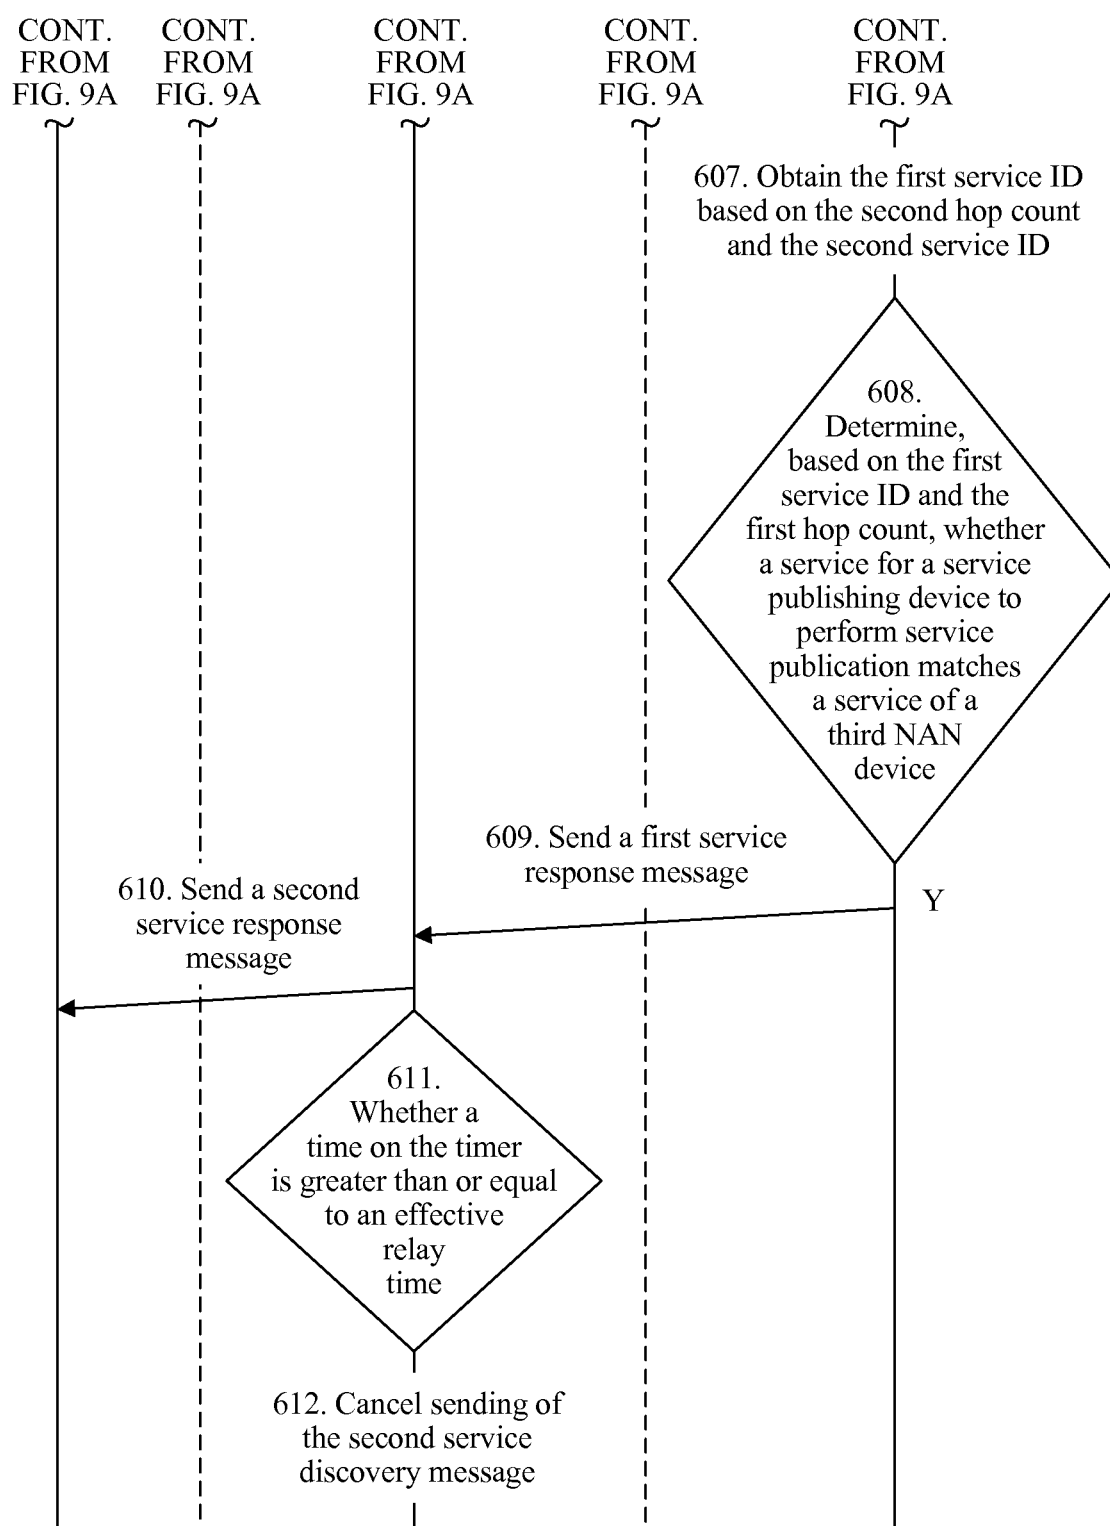 CONT.
FROM
FIG. 9A
CONT.
FROM
FIG. 9A
CONT.
FROM
FIG. 9A
CONT.
FROM
FIG. 9A
CONT.
FROM
FIG. 9A
607. Obtain the first service ID
based on the second hop count
and the second service ID
608.
Determine,
based on the first
service ID and the
first hop count, whether
a service for a service
publishing device to
perform service
publication matches
a service of a
third NAN
device
609. Send a first service
response message
Y
610. Send a second
service response
message
611.
Whether a
time on the timer
is greater than or equal
to an effective
relay
time
612. Cancel sending of
the second service
discovery message